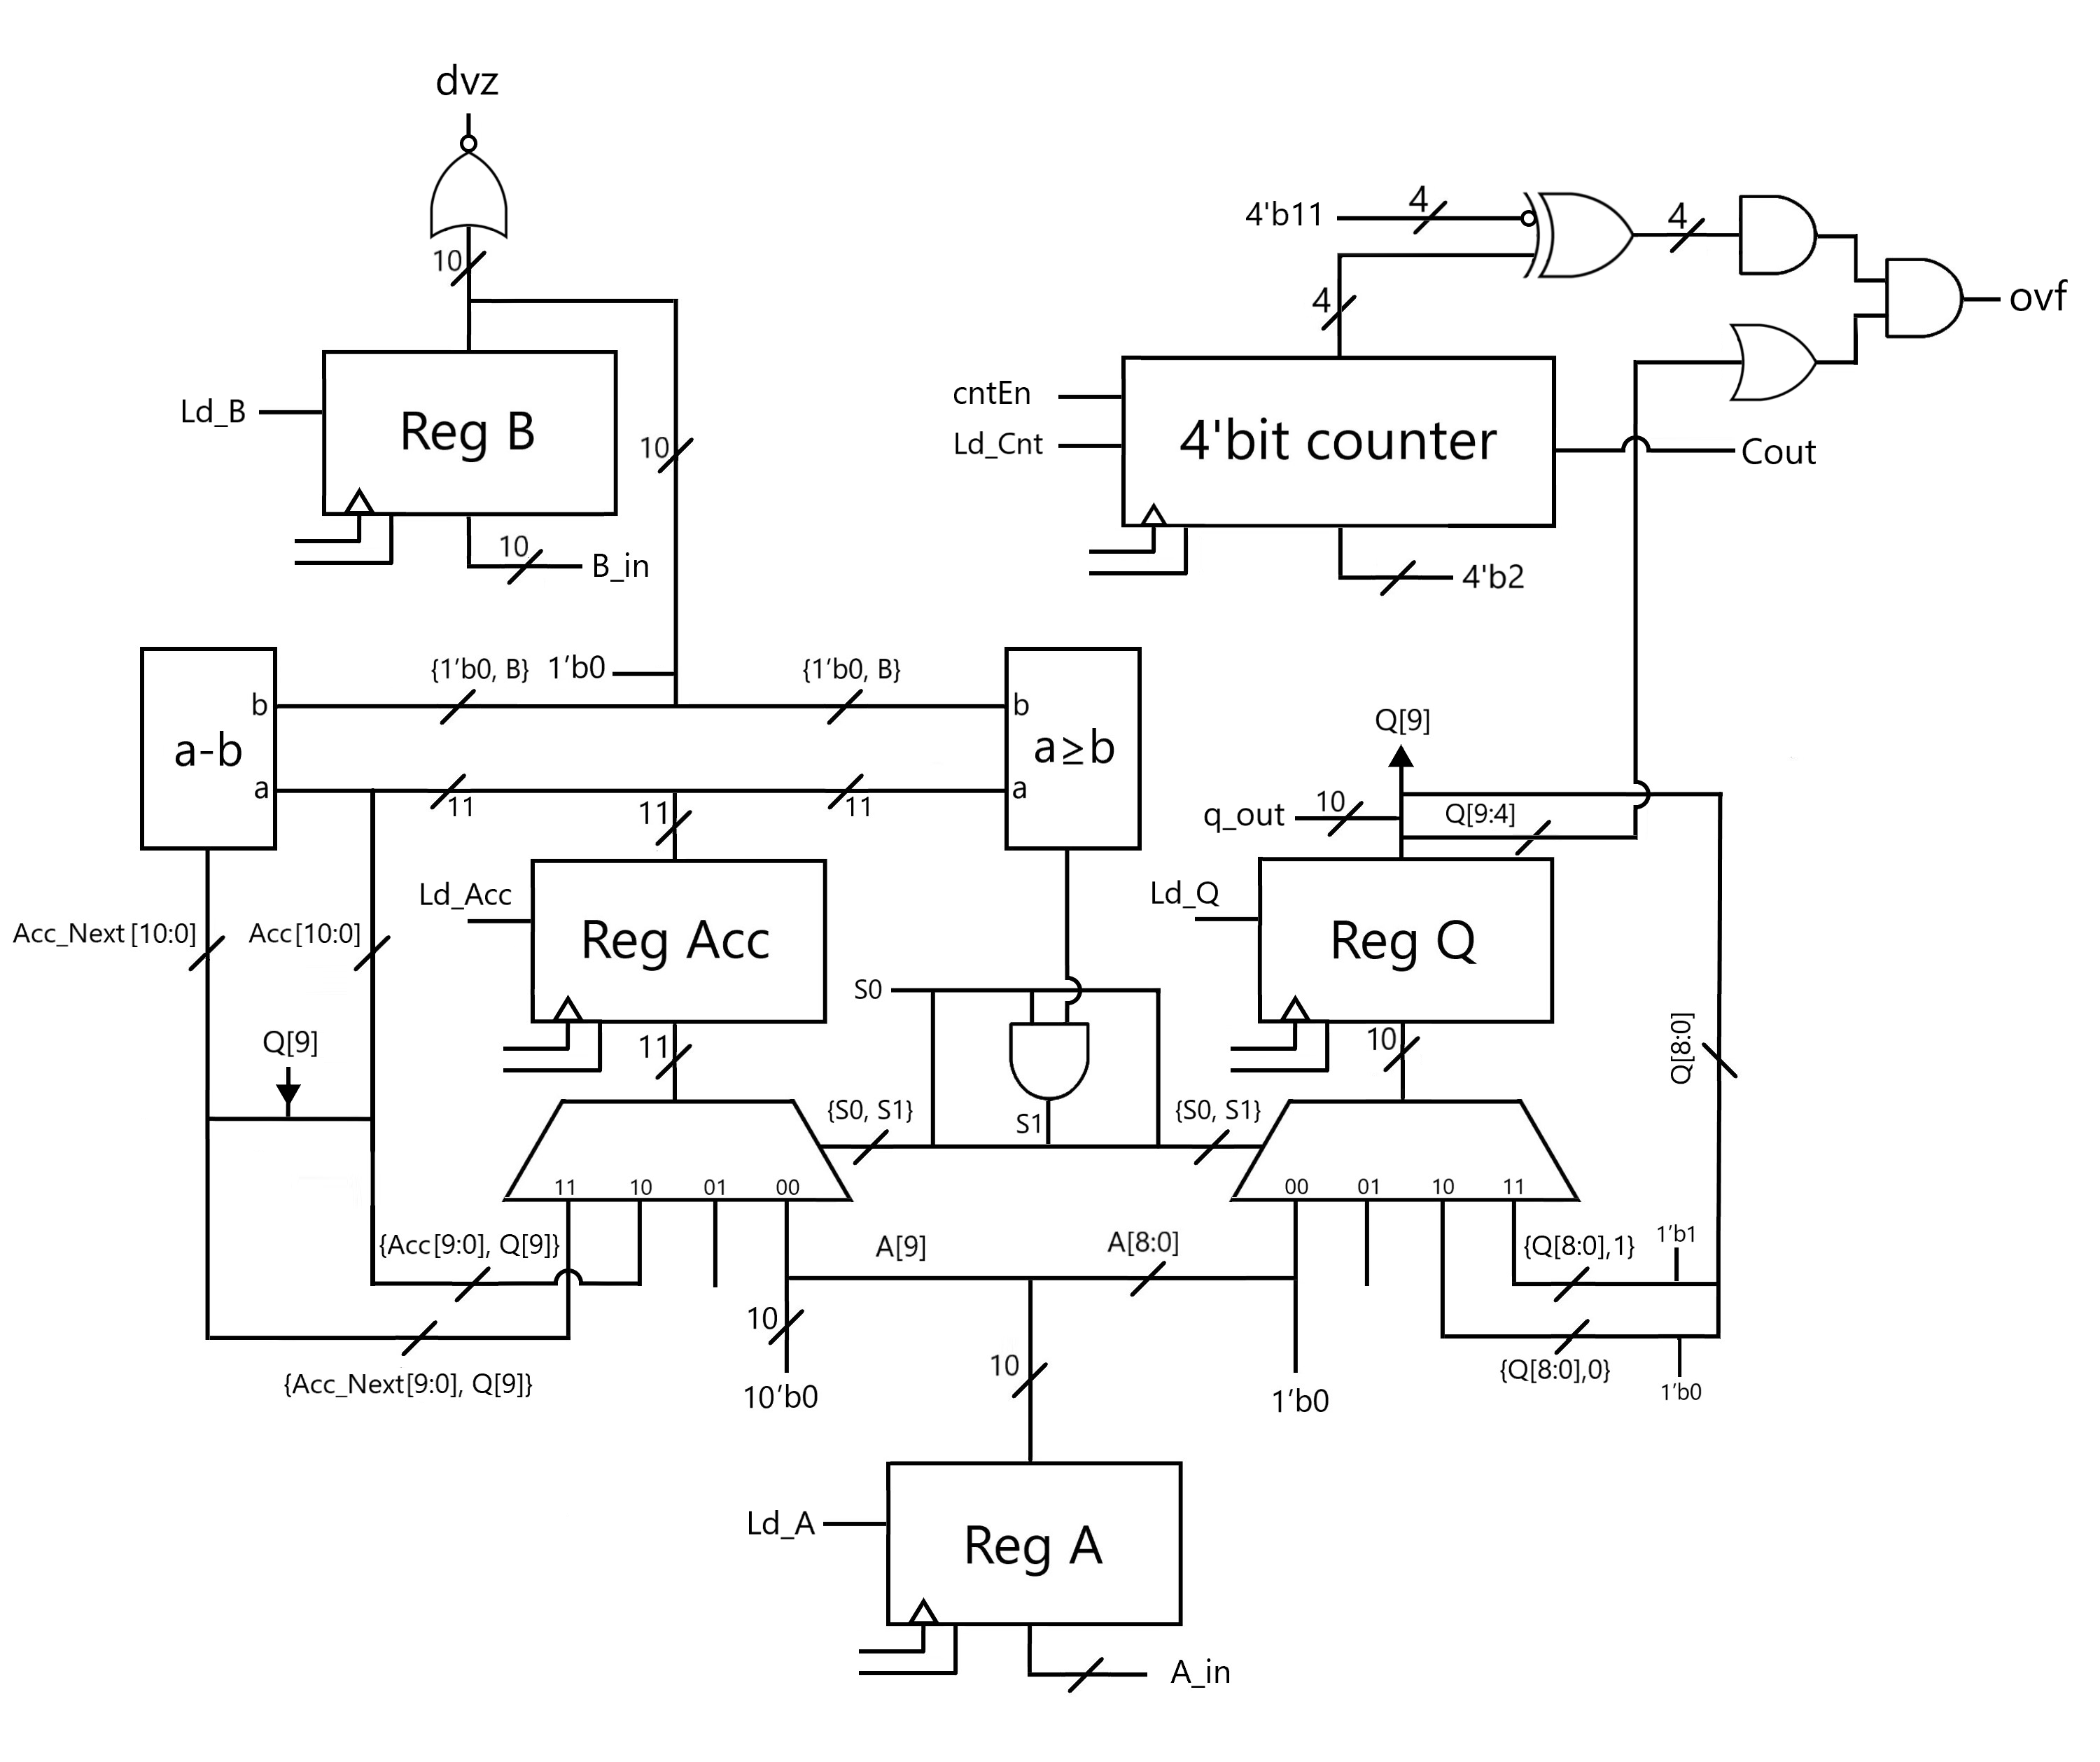 dvz
10
Ld_B
Reg B
10
10
B_in
4'b11
4
4
4
ovf
cntEn
Ld_Cnt
4'bit counter
Cout
4'b2
{1'b0, B}
1'b0
{1'b0, B}
b
a-b
a
11
11
11
b
a≥b
a
Q[9]
q_out
10
Q[9:4]
Acc_Next[10:0]
Acc[10:0]
Ld_Acc
Reg Acc
Ld_Q
Reg Q
S0
Q[9]
11
10
Q[8:0]
{S0, S1}
S1
{S0, S1}
11
10
01
00
00
01
10
11
{Acc[9:0], Q[9]}
A[9]
A[8:0]
{Q[8:0],1}
1'b1
10
{Acc_Next[9:0], Q[9]}
10'b0
10
1'b0
{Q[8:0],0}
1'b0
Ld_A
Reg A
A_in